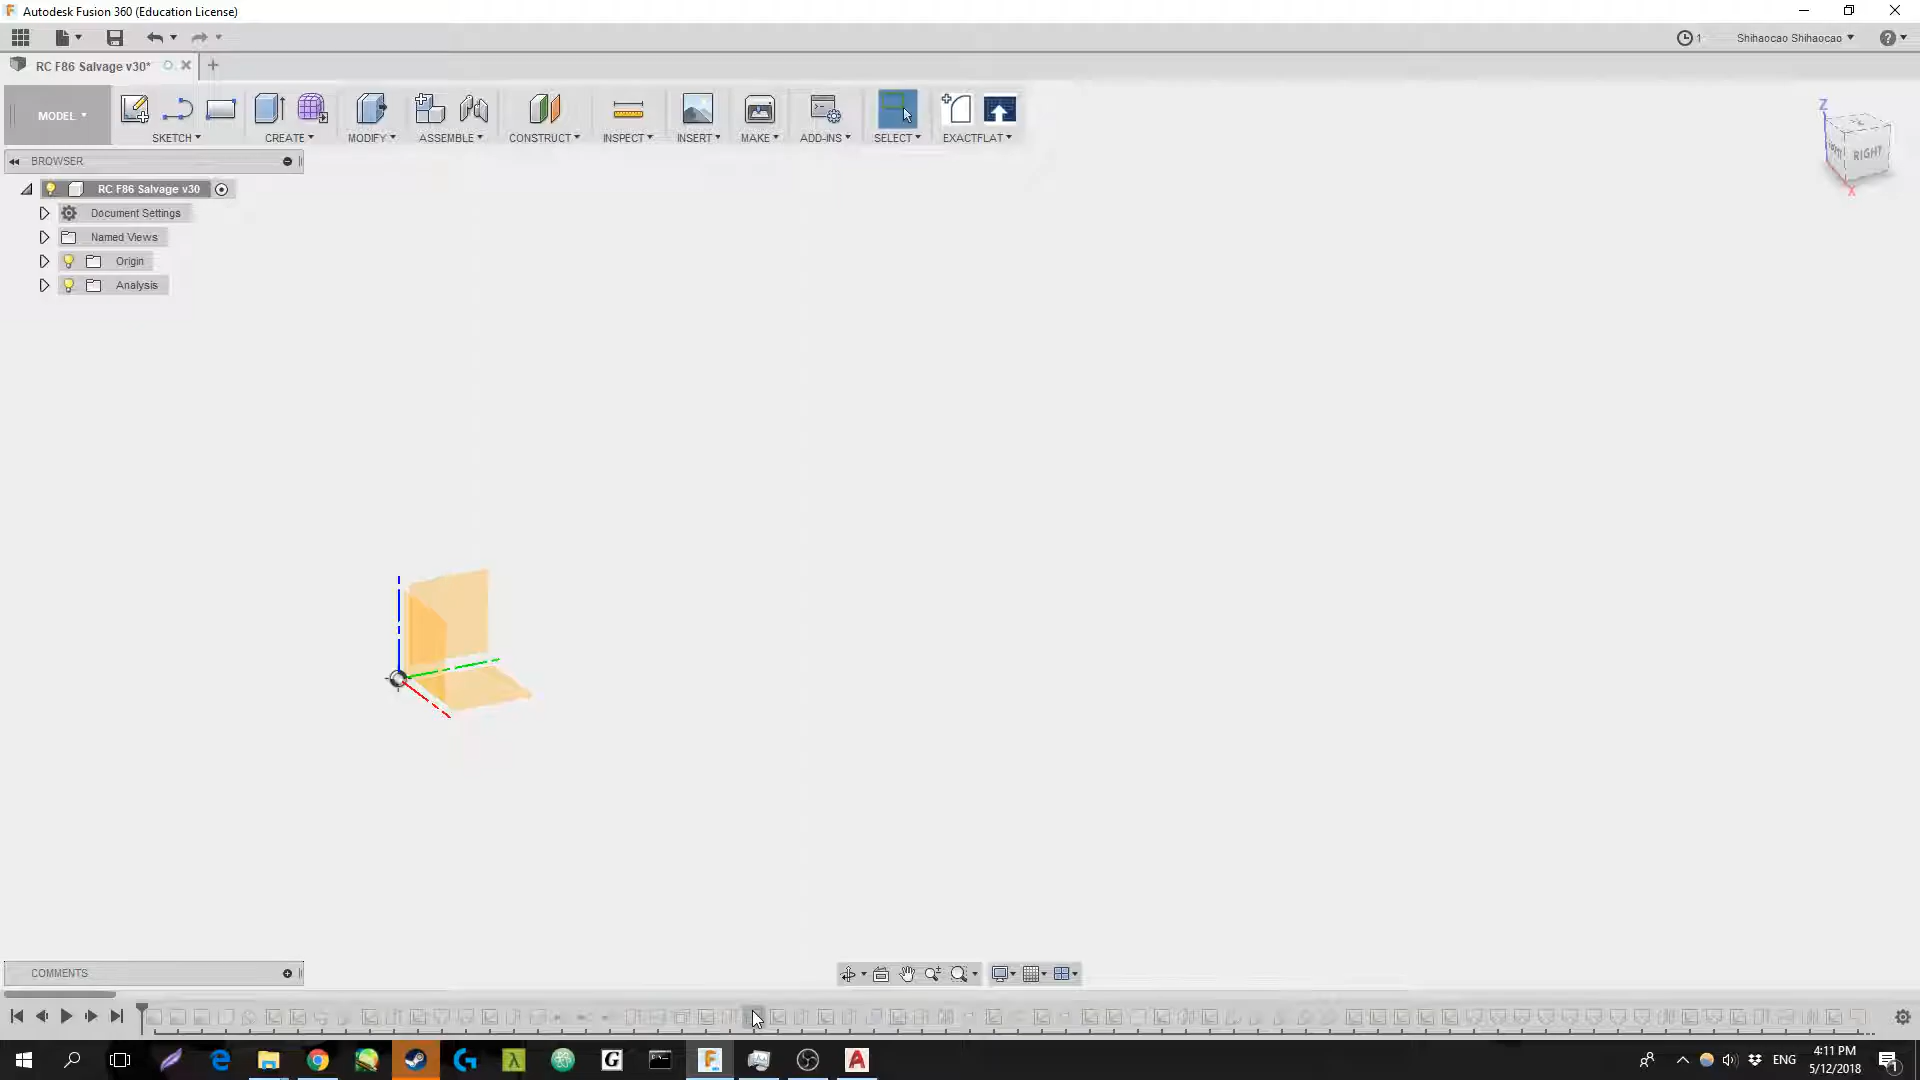 Autodesk Fusion 360 (Education License)
1
Shihaocao Shihaocao
RC F86 Salvage v30*
MODEL
SKETCH
CREATE
MODIFY
ASSEMBLE
CONSTRUCT
INSPECT
INSERT
MAKE
ADD-INS
SELECT
EXACTFLAT
Z
RIGHT
X
BROWSER
RC F86 Salvage v30
Document Settings
Named Views
Origin
Analysis
COMMENTS
ENG
4:11 PM
5/12/2018
1